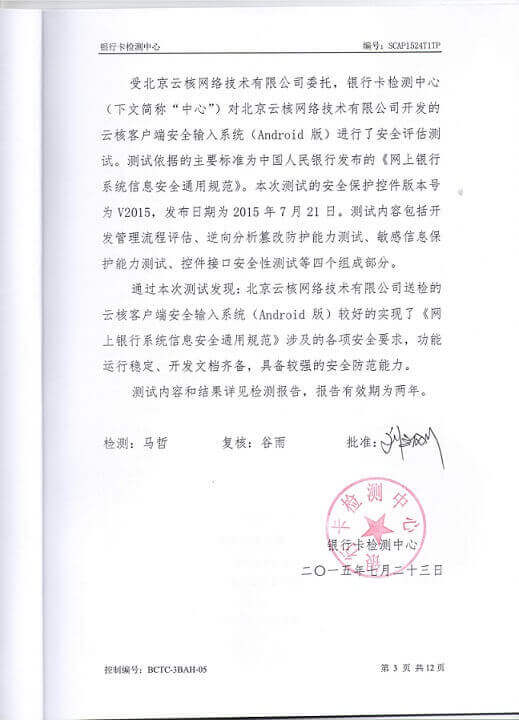 银行卡检测中心 编号：SCAP1524T1TP
受北京云核网络技术有限公司委托，银行卡检测中心
（下文简称“中心”）对北京云核网络技术有限公司开发的
云核客户端安全输入系统（Android 版）进行了安全评估测
试。测试依据的主要标准为中国人民银行发布的《网上银行
系统信息安全通用规范》。本次测试的安全保护控件版本号
为 V2015，发布日期为 2015 年 7 月 21 日。测试内容包括开
发管理流程评估、逆向分析篡改防护能力测试、敏感信息保
护能力测试、控件接口安全性测试等四个组成部分。
通过本次测试发现：北京云核网络技术有限公司送检的
云核客户端安全输入系统（Android 版）较好的实现了《网
上银行系统信息安全通用规范》涉及的各项安全要求，功能
运行稳定、开发文档齐备，具备较强的安全防范能力。
测试内容和结果详见检测报告，报告有效期为两年。
检测：马哲 复核：谷雨 批准：
银行卡检测中心
银行卡检测中心
二〇一五年七月二十三日
控制编号：BCTC-3BAH-05 第 3 页 共 12 页